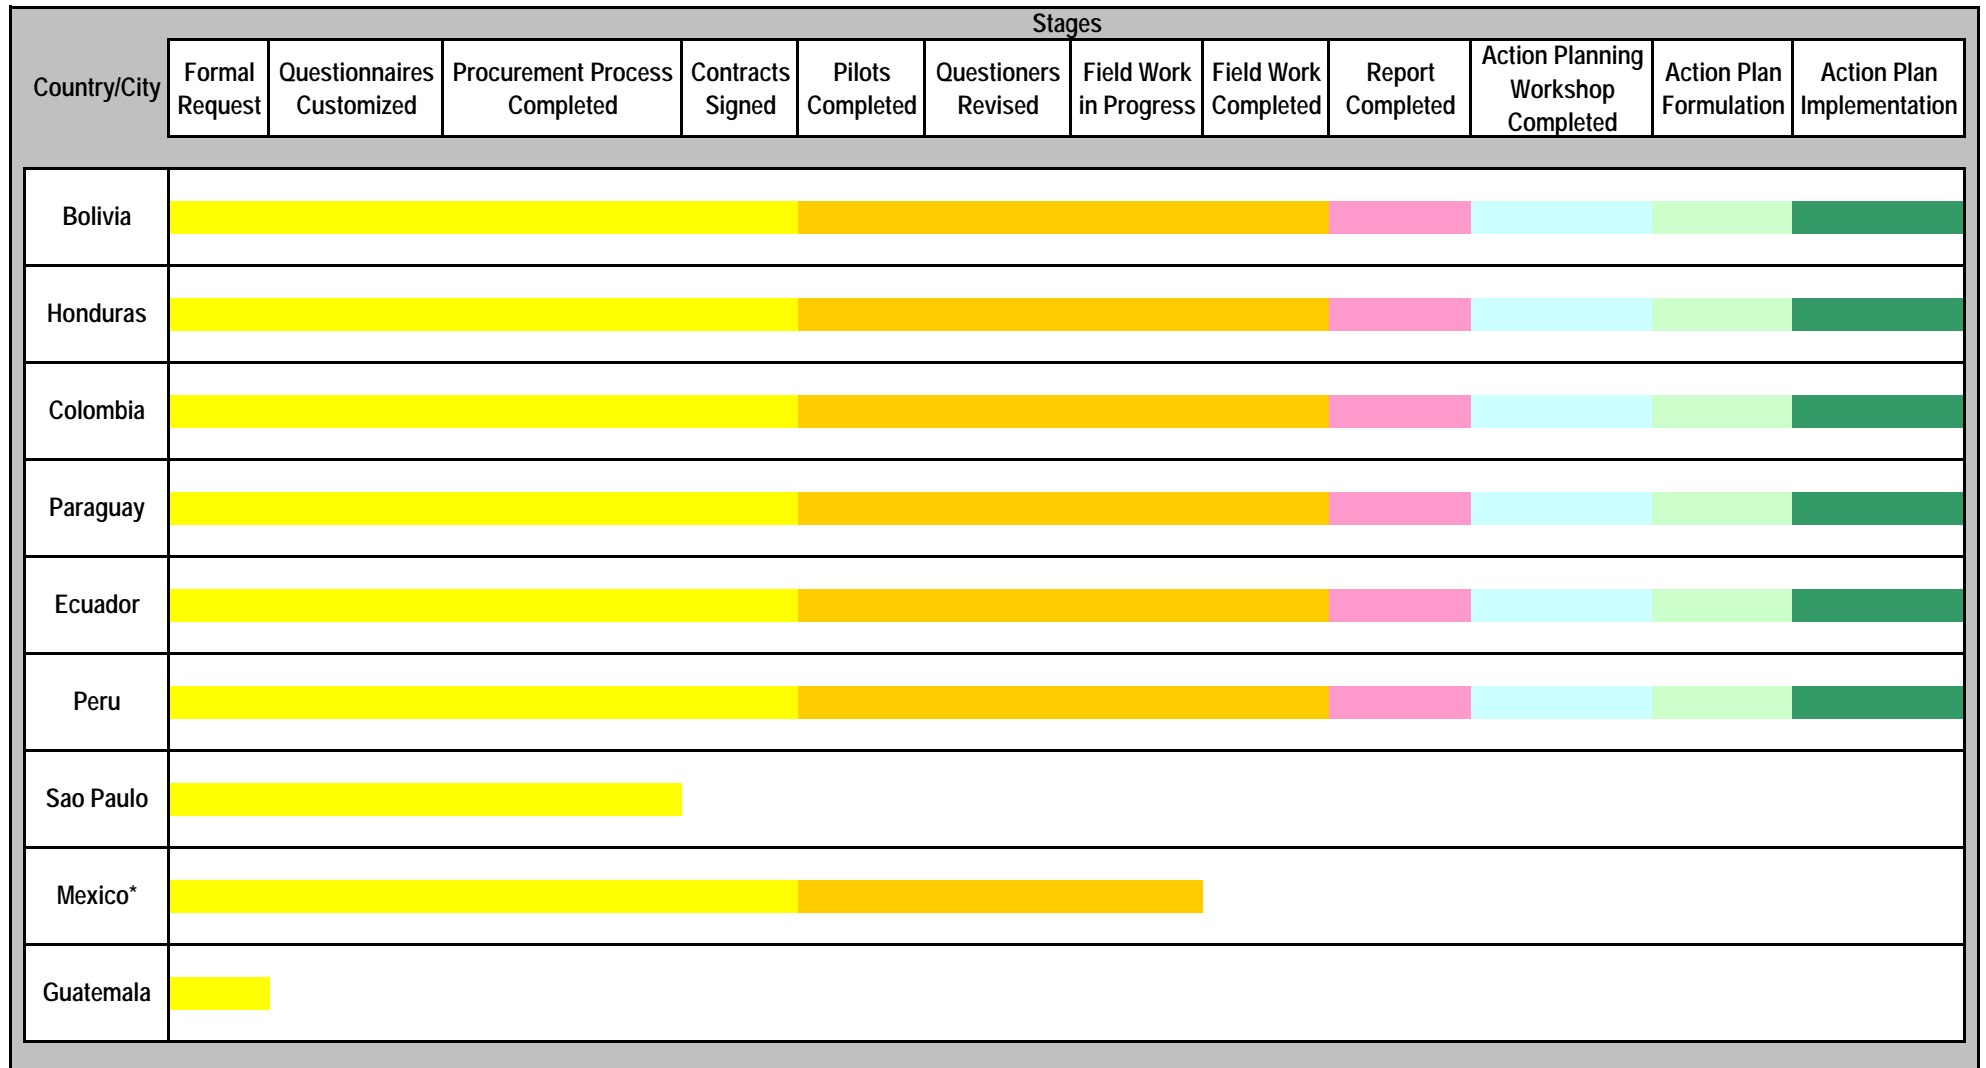 Stages
Country/City
Formal
Request
Questionnaires
Customized
Procurement Process
Completed
Contracts
Signed
Pilots
Completed
Questioners
Revised
Field Work
in Progress
Field Work
Completed
Report
Completed
Action Planning
Workshop
Completed
Action Plan
Formulation
Action Plan
Implementation
Bolivia
Honduras
Colombia
Paraguay
Ecuador
Peru
Sao Paulo
Mexico*
Guatemala